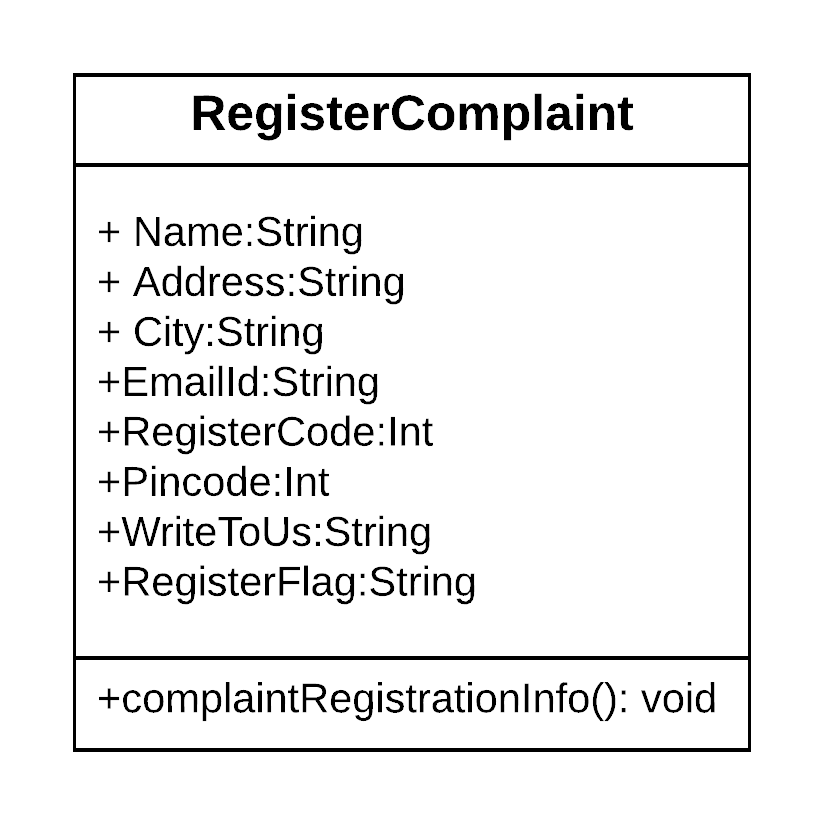 RegisterComplaint
+ Name:String
+ Address:String
+ City:String
+EmailId:String
+RegisterCode:Int
+Pincode:Int
+WriteToUs:String
+RegisterFlag:String
+complaintRegistrationInfo(): void